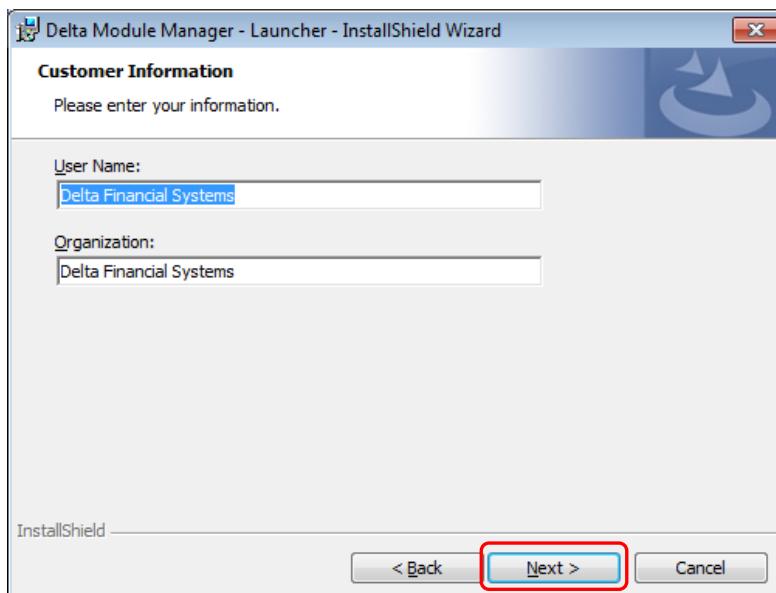 Delta Module Manager - Launcher - InstallShield Wizard
Customer Information
Please enter your information.
User Name:
Delta Financial Systems
Organization:
Delta Financial Systems
InstallShield
< Back Next > Cancel